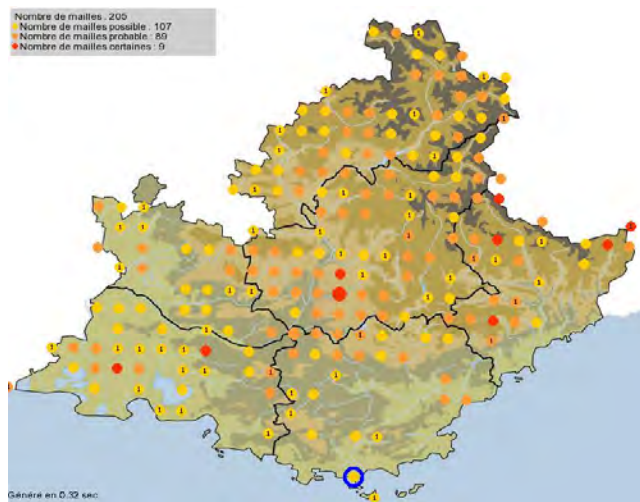 Nombre de mailles : 205
Nombre de mailles possible : 107
Nombre de mailles probable : 89
Nombre de mailles certaines : 9
Généré en 0.32 sec